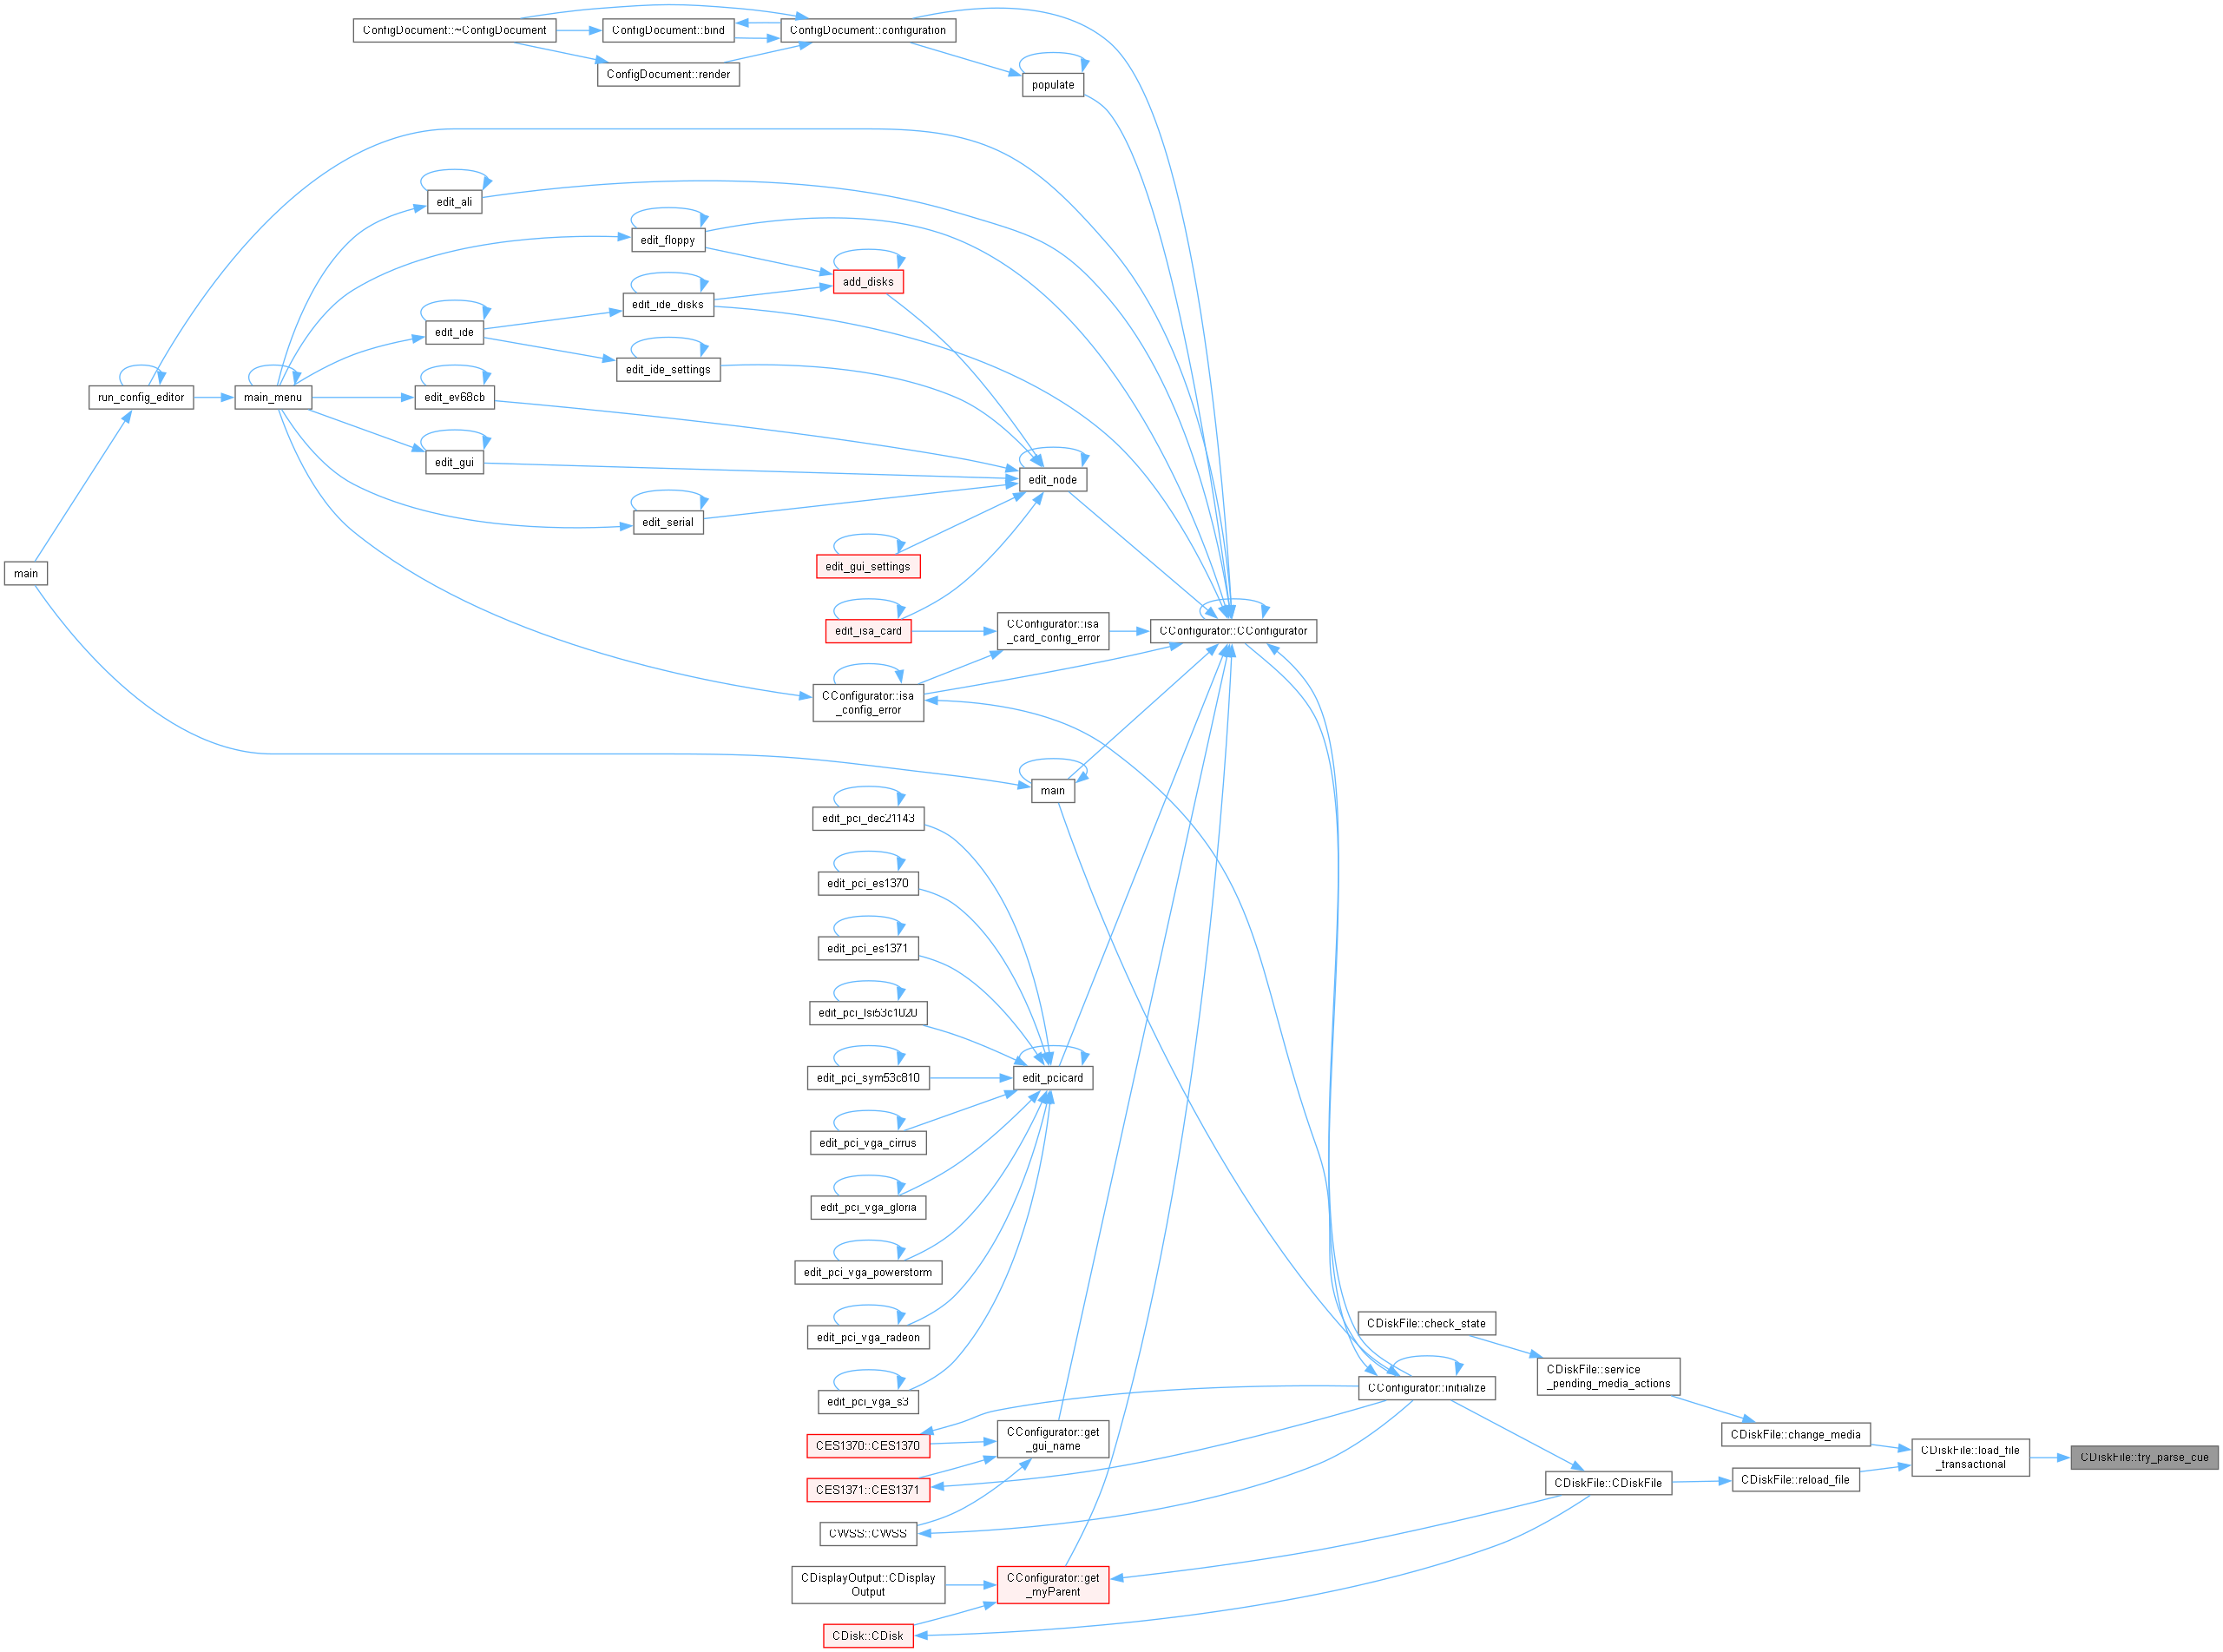 ConfigDocument::~ConfigDocument
ConfigDocument::bind
ConfigDocument::configuration
ConfigDocument::render
populate
edit_ali
edit_floppy
add_disks
edit_ide_disks
edit_ide
edit_ide_settings
run_config_editor
main_menu
edit_ev68cb
edit_gui
edit_node
edit_serial
edit_gui_settings
main
edit_isa_card
CConfigurator::isa
_card_config_error
CConfigurator::CConfigurator
CConfigurator::isa
_config_error
main
edit_pci_dec21143
edit_pci_es1370
edit_pci_es1371
edit_pci_lsi53c1020
edit_pci_sym53c810
edit_pcicard
edit_pci_vga_cirrus
edit_pci_vga_gloria
edit_pci_vga_powerstorm
edit_pci_vga_radeon
edit_pci_vga_s3
CDiskFile::check_state
CDiskFile::service
_pending_media_actions
CConfigurator::initialize
CDiskFile::change_media
CES1370::CES1370
CConfigurator::get
_gui_name
CDiskFile::load_file
_transactional
CDiskFile::try_parse_cue
CES1371::CES1371
CDiskFile::CDiskFile
CDiskFile::reload_file
CWSS::CWSS
CDisplayOutput::CDisplay
Output
CConfigurator::get
_myParent
CDisk::CDisk